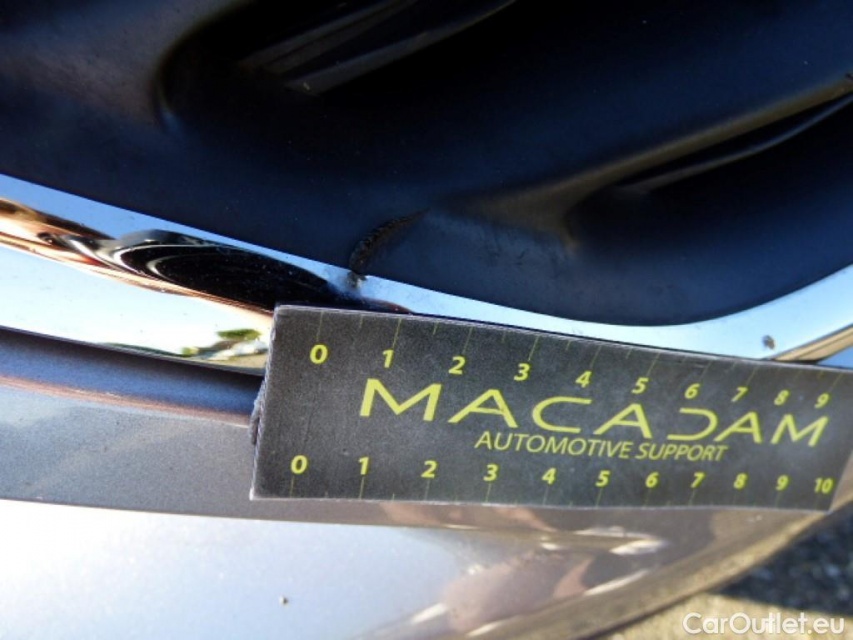 0 1 2 3 4 5 6 7 8 9
MACADAM
AUTOMOTIVE SUPPORT
0 1 2 3 4 5 6 7 8 9 10
CarOutlet.eu